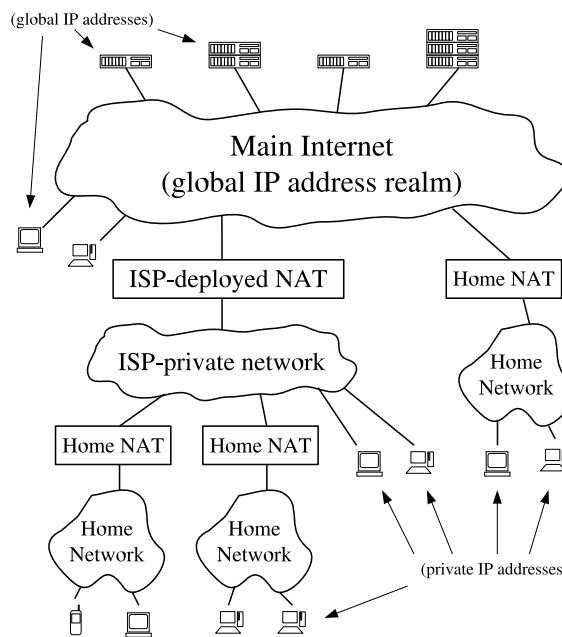 (global IP addresses)
Main Internet
(global IP address realm)
ISP-deployed NAT
Home NAT
ISP-private network
Home
Network
Home NAT
Home NAT
Home
Network
Home
Network
(private IP addresses